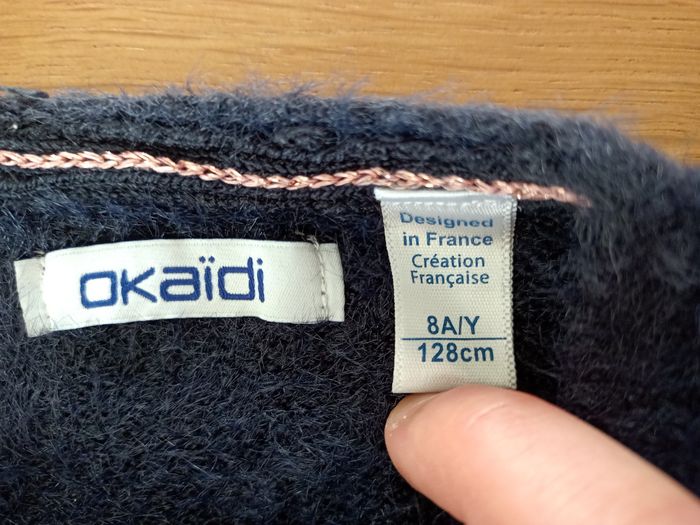 oKaïdi
Designed
in France
Création
Française
8A/Y
128cm